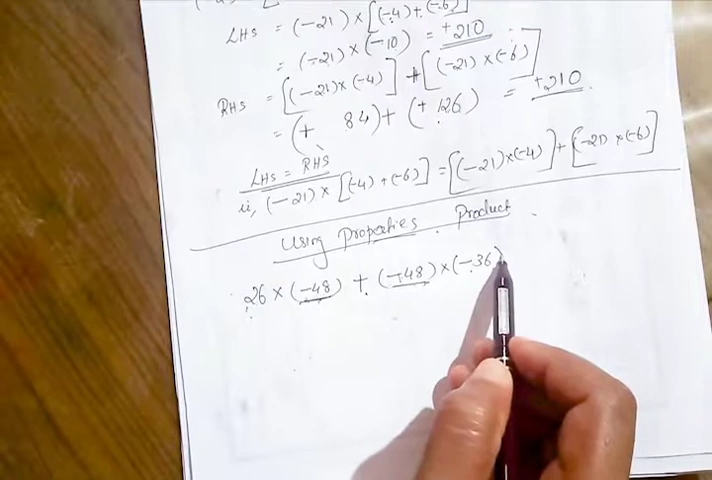 LHS = (-21) × [(-4) + (-6)]
= (-21) × (-10) = +210
RHS = [(-21) × (-4)] + [(-21) × (-6)] 
= (+ 84) + (+ 126) = +210
LHS = RHS
ii, (-21) × [(-4) + (-6)] = [(-21) × (-4)] + [(-21) × (-6)]
Using Properties. Product
26 × (-48) + (-48) × (-36)